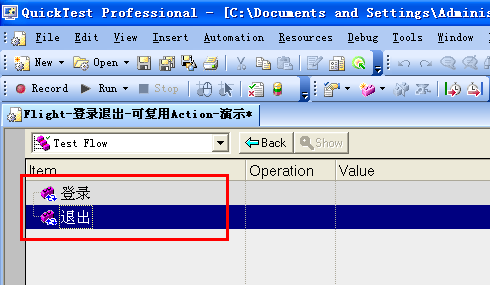 QuickTest Professional - [C:\Documents and Settings\Adminis
File Edit View Insert Automation Resources Debug Tools Window
New Open
Record Run Stop
Flight-登录退出-可复用Action-演示*
Test Flow Back Show
Item Operation Value
登录
退出